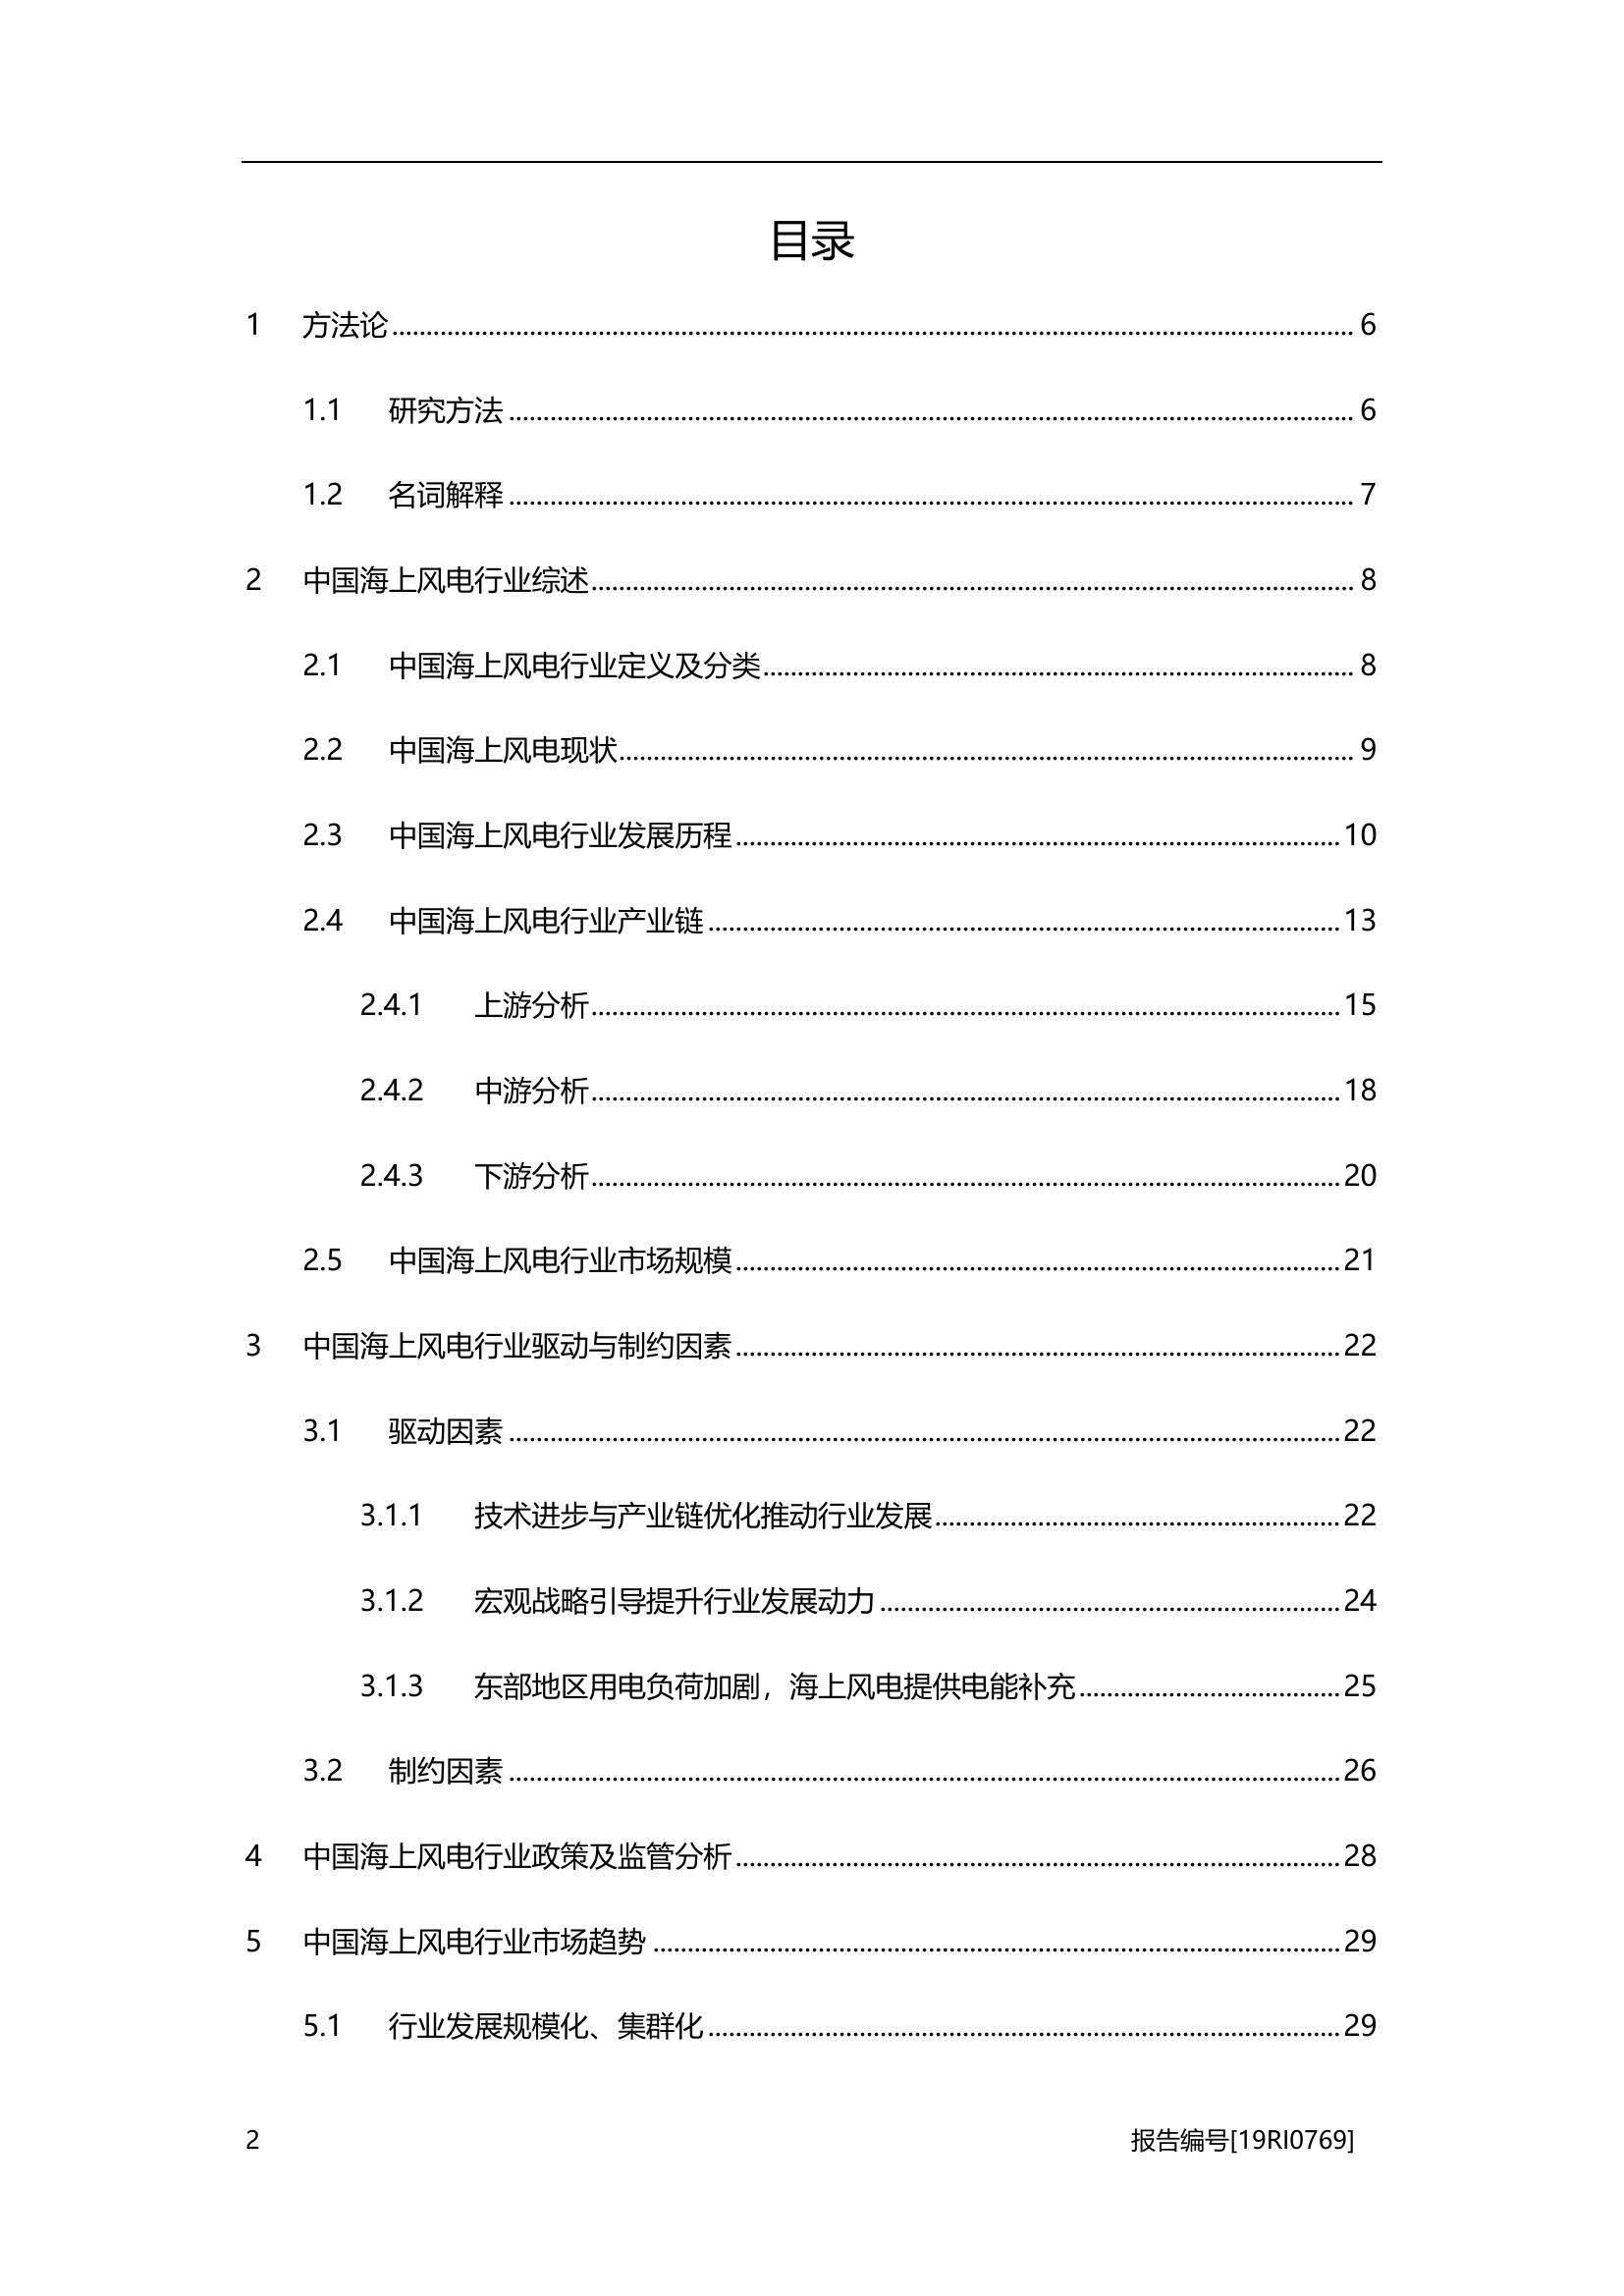 目录
1 方法论 6
1.1 研究方法 6
1.2 名词解释 7
2 中国海上风电行业综述 8
2.1 中国海上风电行业定义及分类 8
2.2 中国海上风电现状 9
2.3 中国海上风电行业发展历程 10
2.4 中国海上风电行业产业链 13
2.4.1 上游分析 15
2.4.2 中游分析 18
2.4.3 下游分析 20
2.5 中国海上风电行业市场规模 21
3 中国海上风电行业驱动与制约因素 22
3.1 驱动因素 22
3.1.1 技术进步与产业链优化推动行业发展 22
3.1.2 宏观战略引导提升行业发展动力 24
3.1.3 东部地区用电负荷加剧，海上风电提供电能补充 25
3.2 制约因素 26
4 中国海上风电行业政策及监管分析 28
5 中国海上风电行业市场趋势 29
5.1 行业发展规模化、集群化 29
2 报告编号[19RI0769]